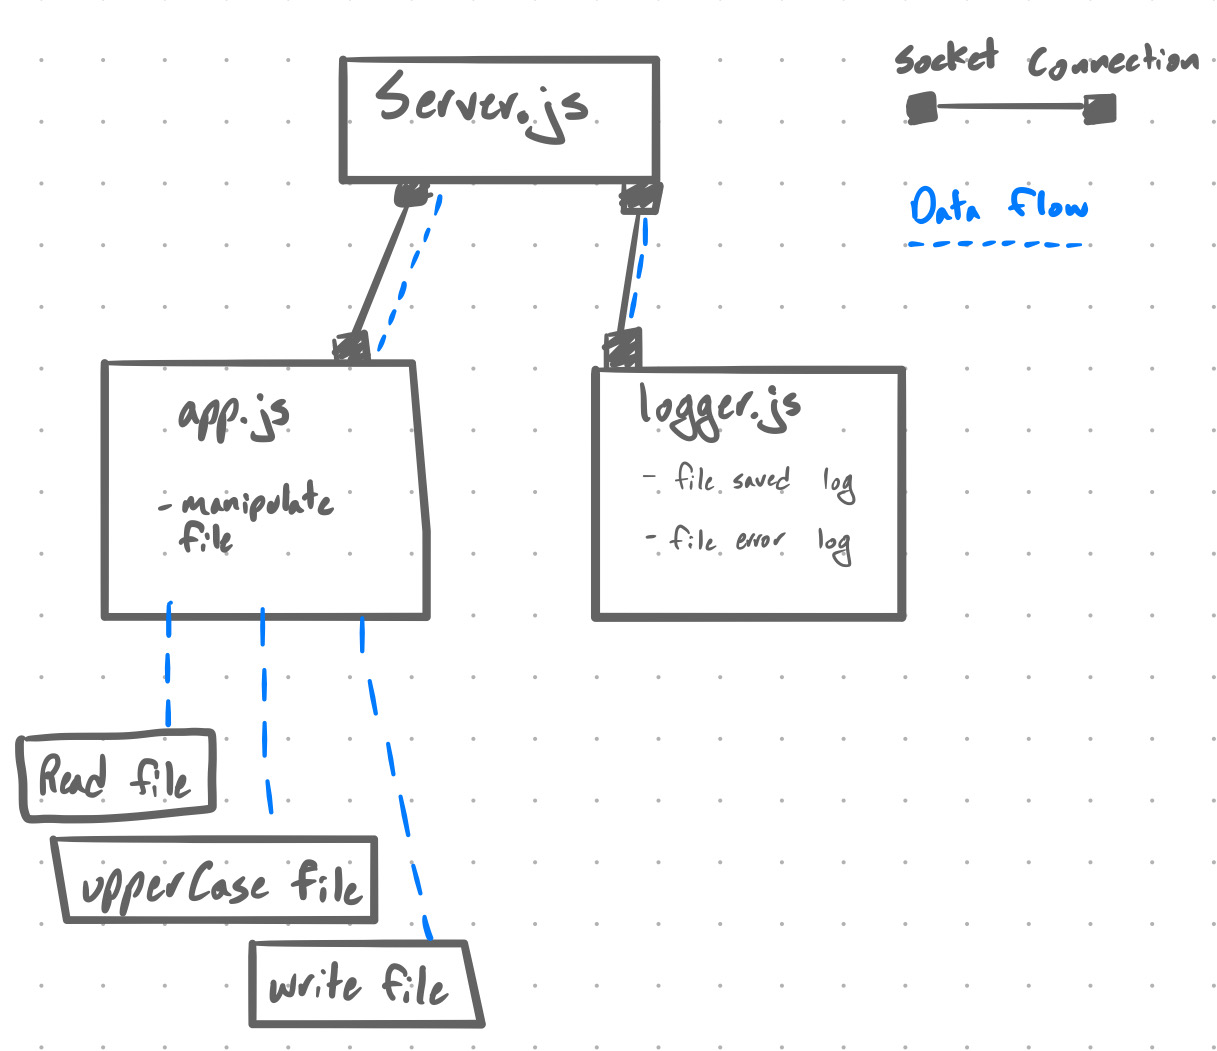 Server.js
Socket Connection
Data flow
app.js
- manipulate
file
logger.js
- file saved log
- file error log
Read file
upperCase file
write file